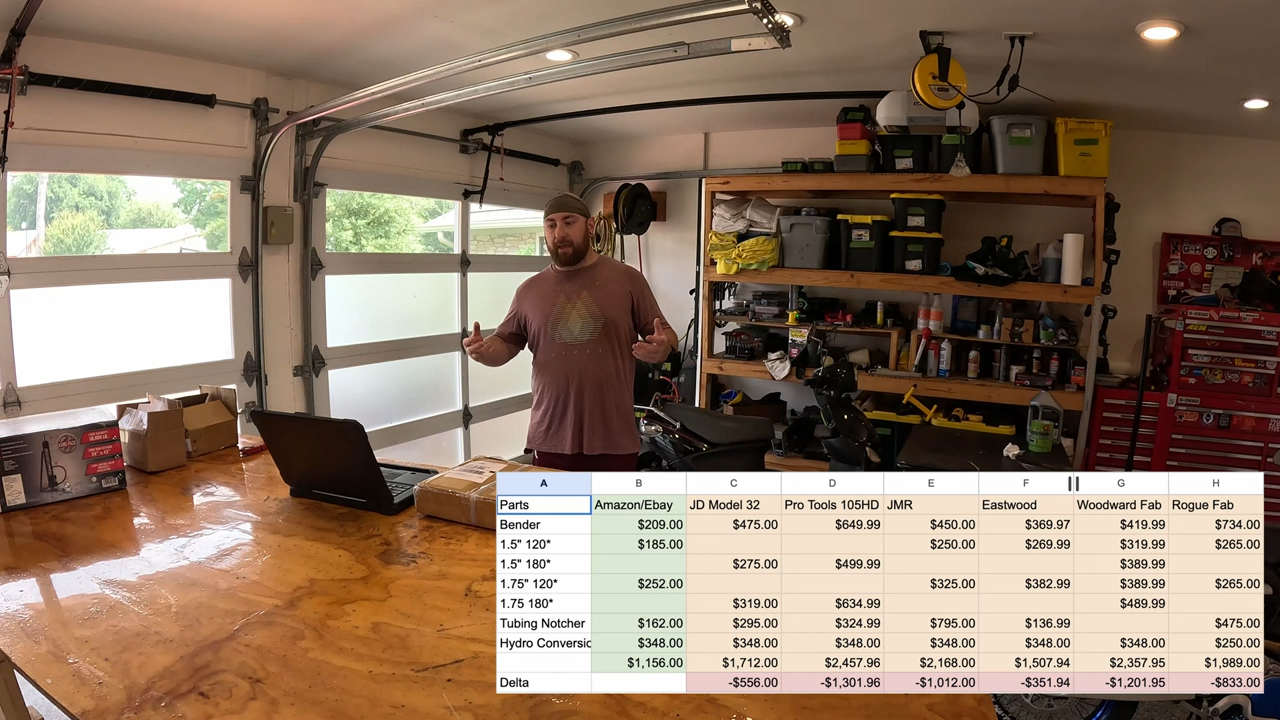 A B C D E F G H
Parts Amazon/Ebay JD Model 32 Pro Tools 105HD JMR Eastwood Woodward Fab Rogue Fab
Bender $209.00 $475.00 $649.99 $450.00 $369.97 $419.99 $734.00
1.5" 120* $185.00 $250.00 $269.99 $319.99 $265.00
1.5" 180* $275.00 $499.99 $389.99
1.75" 120* $252.00 $325.00 $382.99 $389.99 $265.00
1.75 180* $319.00 $634.99 $489.99
Tubing Notcher $162.00 $295.00 $324.99 $795.00 $136.99 $475.00
Hydro Conversic $348.00 $348.00 $348.00 $348.00 $348.00 $348.00 $250.00
$1,156.00 $1,712.00 $2,457.96 $2,168.00 $1,507.94 $2,357.95 $1,989.00
Delta -$556.00 -$1,301.96 -$1,012.00 -$351.94 -$1,201.95 -$833.00